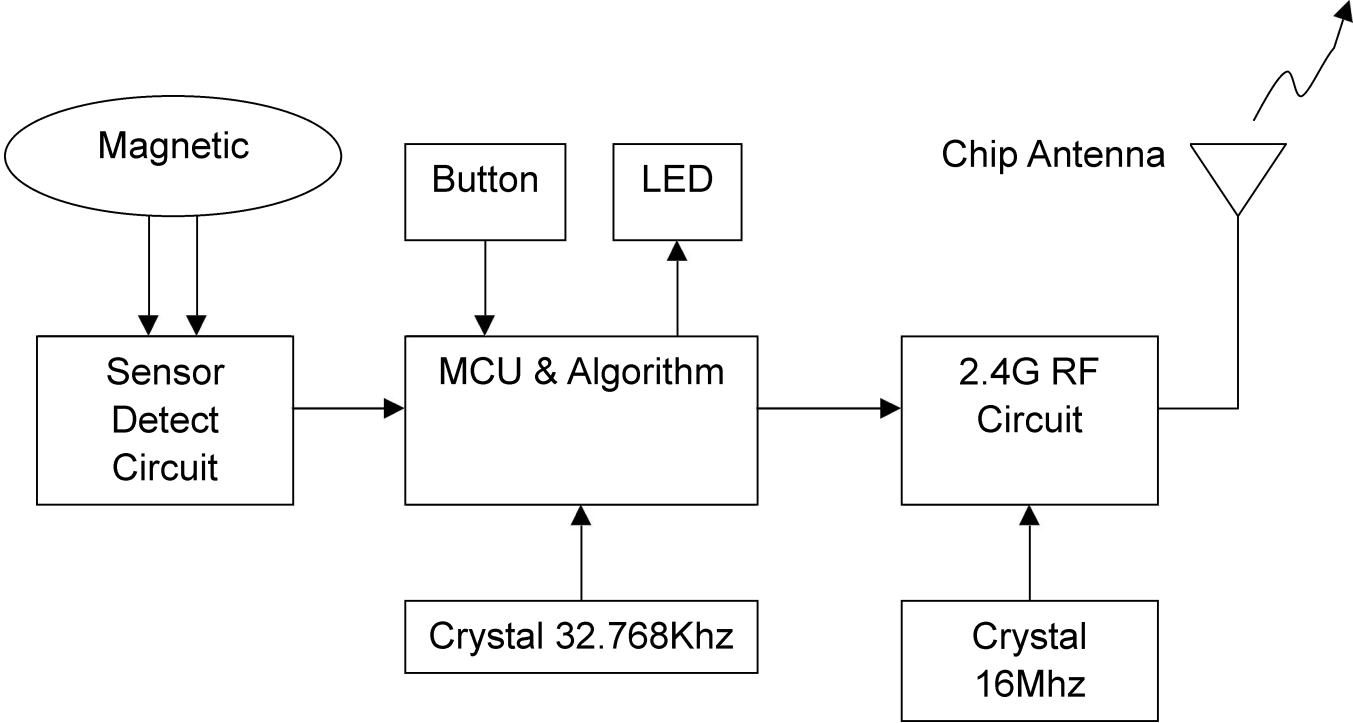 Magnetic
Button
LED
Chip Antenna
Sensor
Detect
Circuit
MCU & Algorithm
2.4G RF
Circuit
Crystal 32.768Khz
Crystal
16Mhz